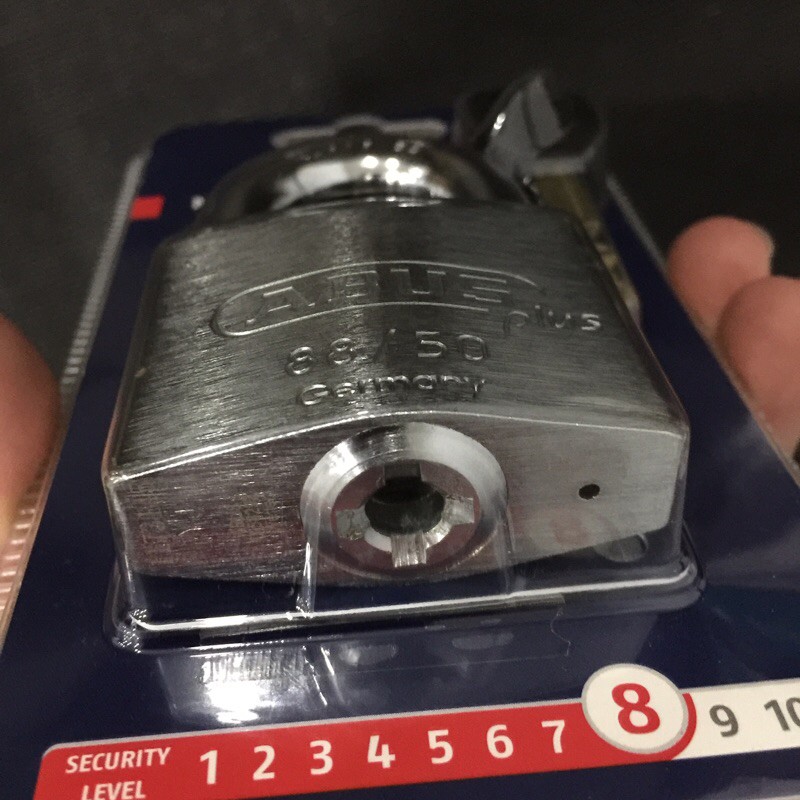 ABUS
plus
88/50
Germany
SECURITY LEVEL 1 2 3 4 5 6 7 8 9 10